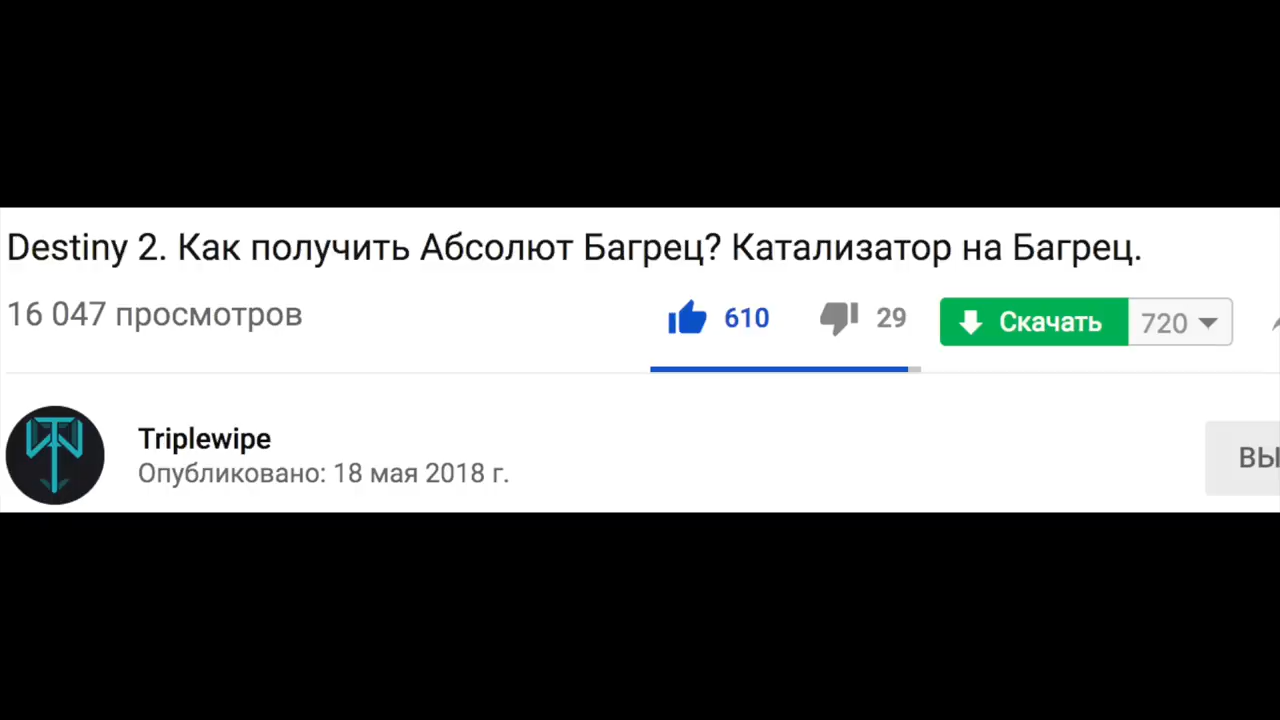 Destiny 2. Как получить Абсолют Багрец? Катализатор на Багрец.
16 047 просмотров 610 29 Скачать 720
Triplewipe
Опубликовано: 18 мая 2018 г. ВЫ